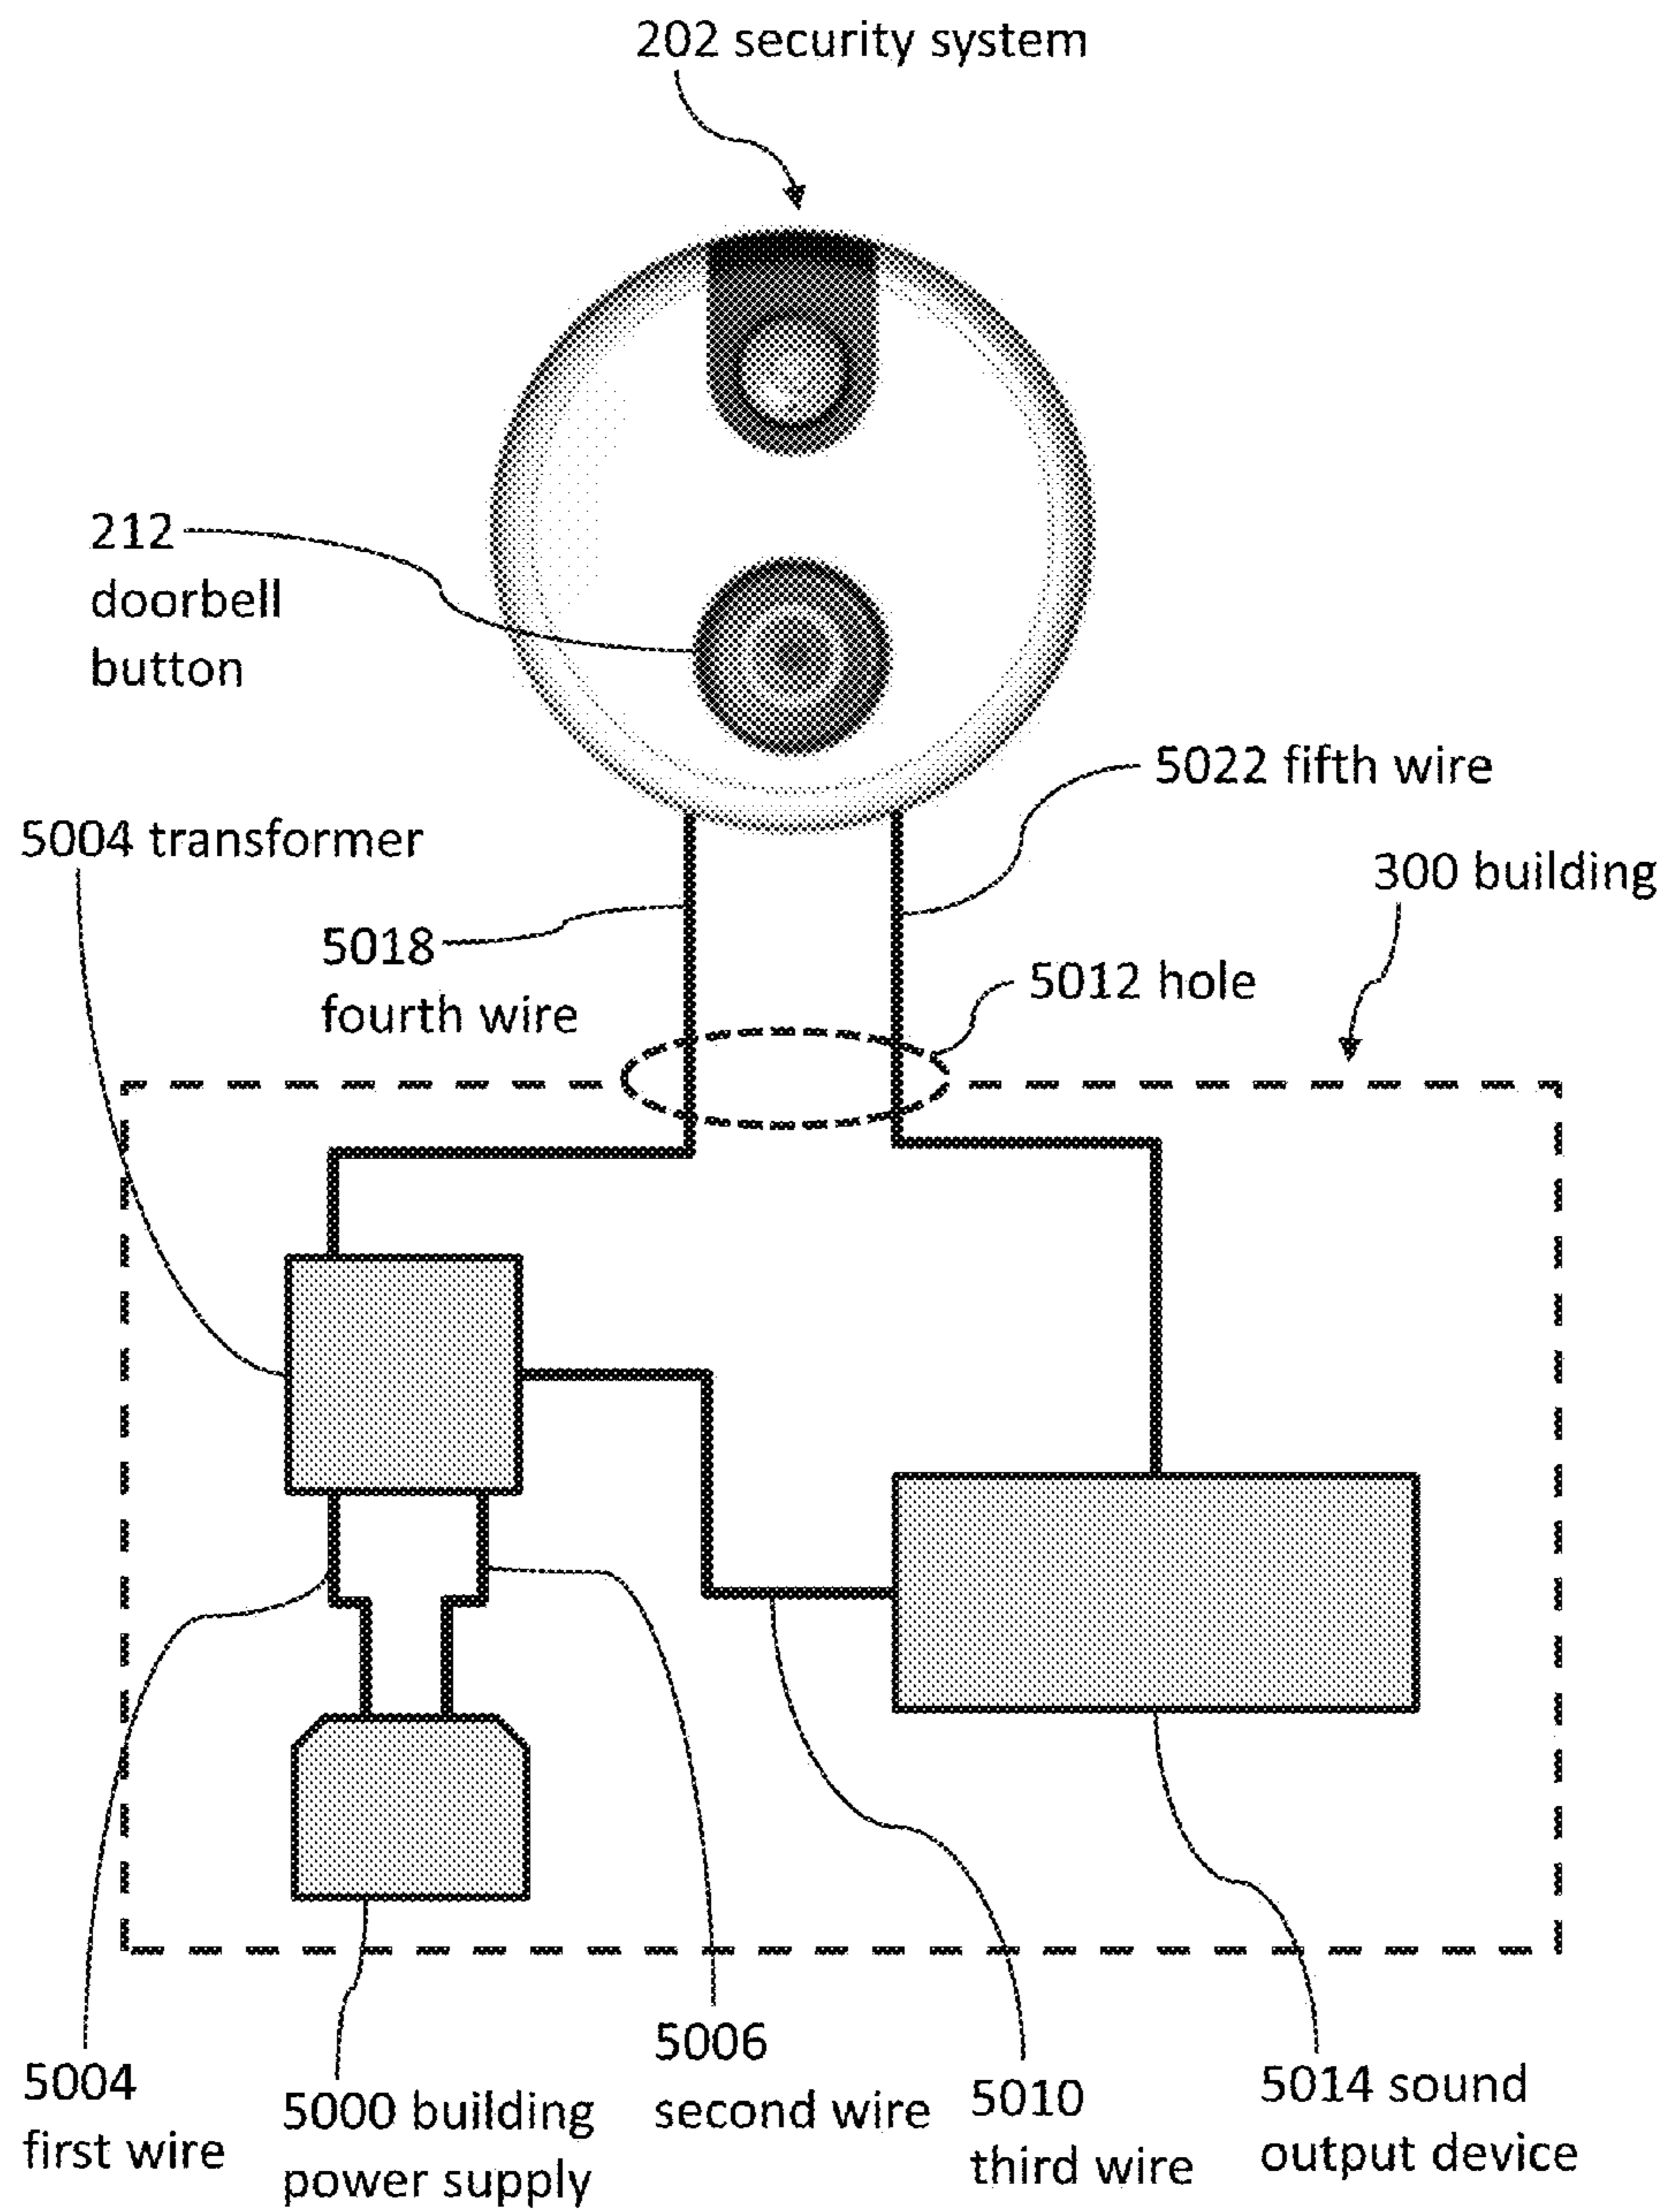 202 security system
212
doorbell
button
5022 fifth wire
5004 transformer
300 building
5018
fourth wire
5012 hole
5004
first wire
5000 building
power supply
5006
second wire
5010
third wire
5014 sound
output device